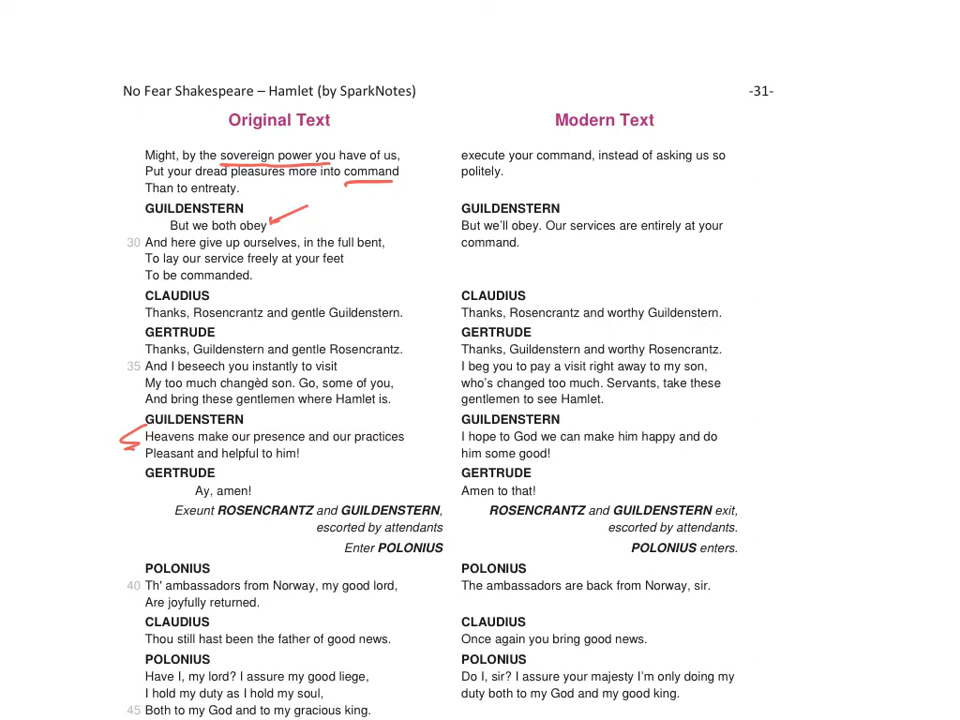 No Fear Shakespeare – Hamlet (by SparkNotes) -31-
Original Text
Might, by the sovereign power you have of us,
Put your dread pleasures more into command
Than to entreaty.
GUILDENSTERN
But we both obey
30 And here give up ourselves, in the full bent,
To lay our service freely at your feet
To be commanded.
CLAUDIUS
Thanks, Rosencrantz and gentle Guildenstern.
GERTRUDE
Thanks, Guildenstern and gentle Rosencrantz.
35 And I beseech you instantly to visit
My too much changèd son. Go, some of you,
And bring these gentlemen where Hamlet is.
GUILDENSTERN
Heavens make our presence and our practices
Pleasant and helpful to him!
GERTRUDE
Ay, amen!
Exeunt ROSENCRANTZ and GUILDENSTERN,
escorted by attendants
Enter POLONIUS
POLONIUS
40 Th' ambassadors from Norway, my good lord,
Are joyfully returned.
CLAUDIUS
Thou still hast been the father of good news.
POLONIUS
Have I, my lord? I assure my good liege,
I hold my duty as I hold my soul,
45 Both to my God and to my gracious king.
Modern Text
execute your command, instead of asking us so
politely.
GUILDENSTERN
But we'll obey. Our services are entirely at your
command.
CLAUDIUS
Thanks, Rosencrantz and worthy Guildenstern.
GERTRUDE
Thanks, Guildenstern and worthy Rosencrantz.
I beg you to pay a visit right away to my son,
who's changed too much. Servants, take these
gentlemen to see Hamlet.
GUILDENSTERN
I hope to God we can make him happy and do
him some good!
GERTRUDE
Amen to that!
ROSENCRANTZ and GUILDENSTERN exit,
escorted by attendants.
POLONIUS enters.
POLONIUS
The ambassadors are back from Norway, sir.
CLAUDIUS
Once again you bring good news.
POLONIUS
Do I, sir? I assure your majesty I'm only doing my
duty both to my God and my good king.